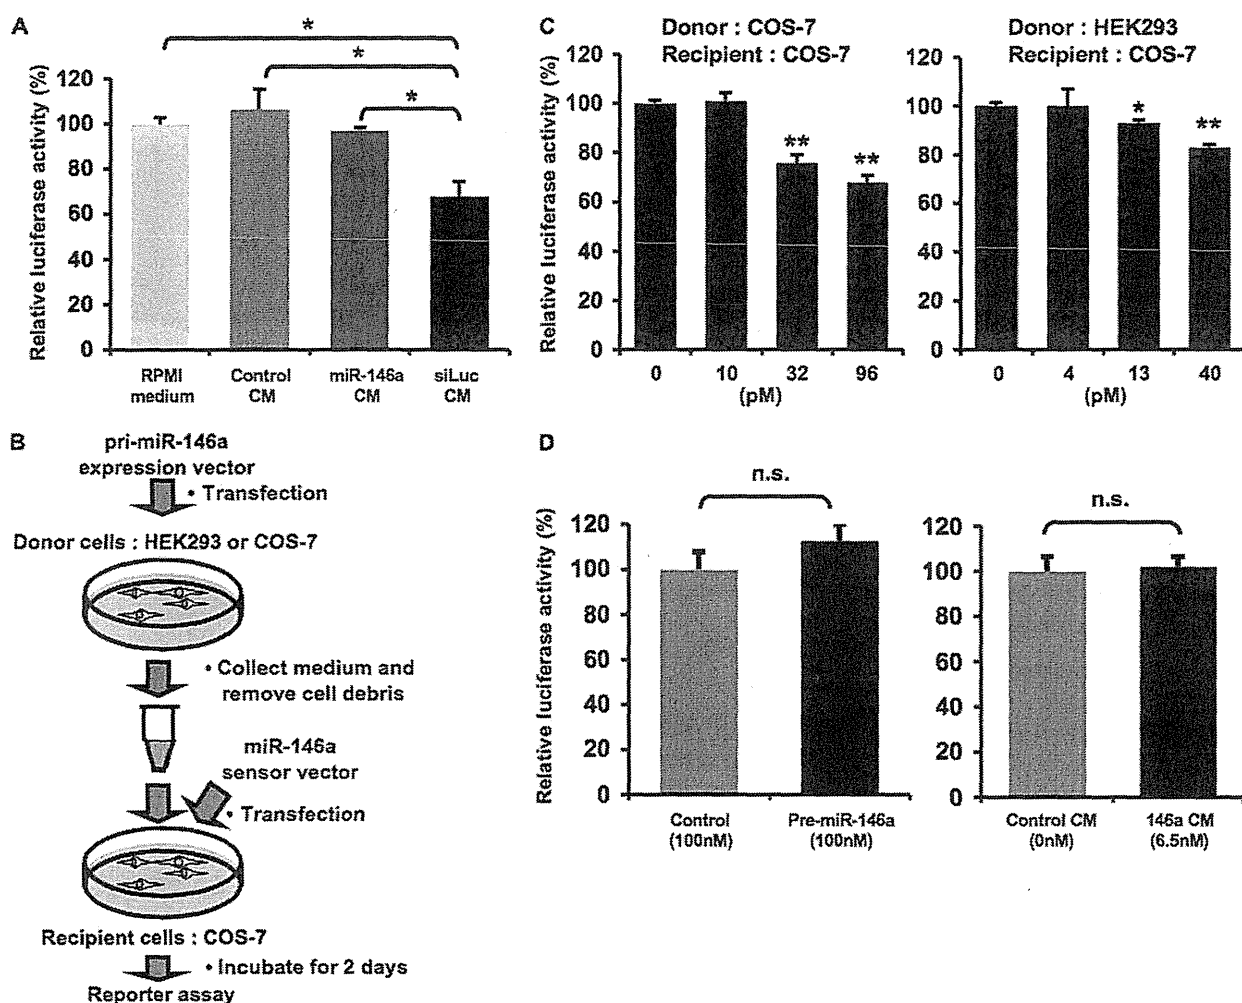 A
*
*
*
Relative luciferase activity (%)
120
100
80
60
40
20
0
RPMI medium
Control CM
miR-146a CM
siLuc CM
B
pri-miR-146a
expression vector
• Transfection
Donor cells : HEK293 or COS-7
• Collect medium and
remove cell debris
miR-146a
sensor vector
• Transfection
Recipient cells : COS-7
• Incubate for 2 days
Reporter assay
C
Donor : COS-7
Recipient : COS-7
Relative luciferase activity (%)
120
100
80
60
40
20
0
**
**
0 10 32 96
(pM)
Donor : HEK293
Recipient : COS-7
120
100
80
60
40
20
0
*
**
0 4 13 40
(pM)
D
n.s.
Relative luciferase activity (%)
120
100
80
60
40
20
0
Control
(100nM)
Pre-miR-146a
(100nM)
n.s.
120
100
80
60
40
20
0
Control CM
(0nM)
146a CM
(6.5nM)